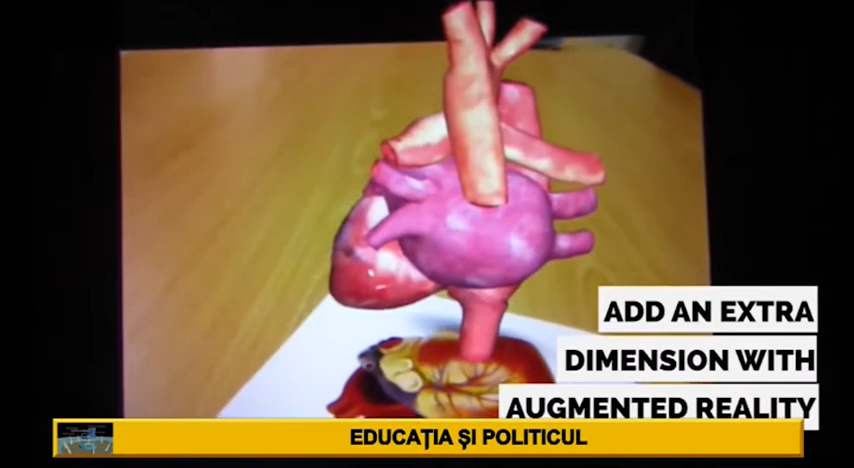 ADD AN EXTRA
DIMENSION WITH
AUGMENTED REALITY
EDUCAȚIA ȘI POLITICUL